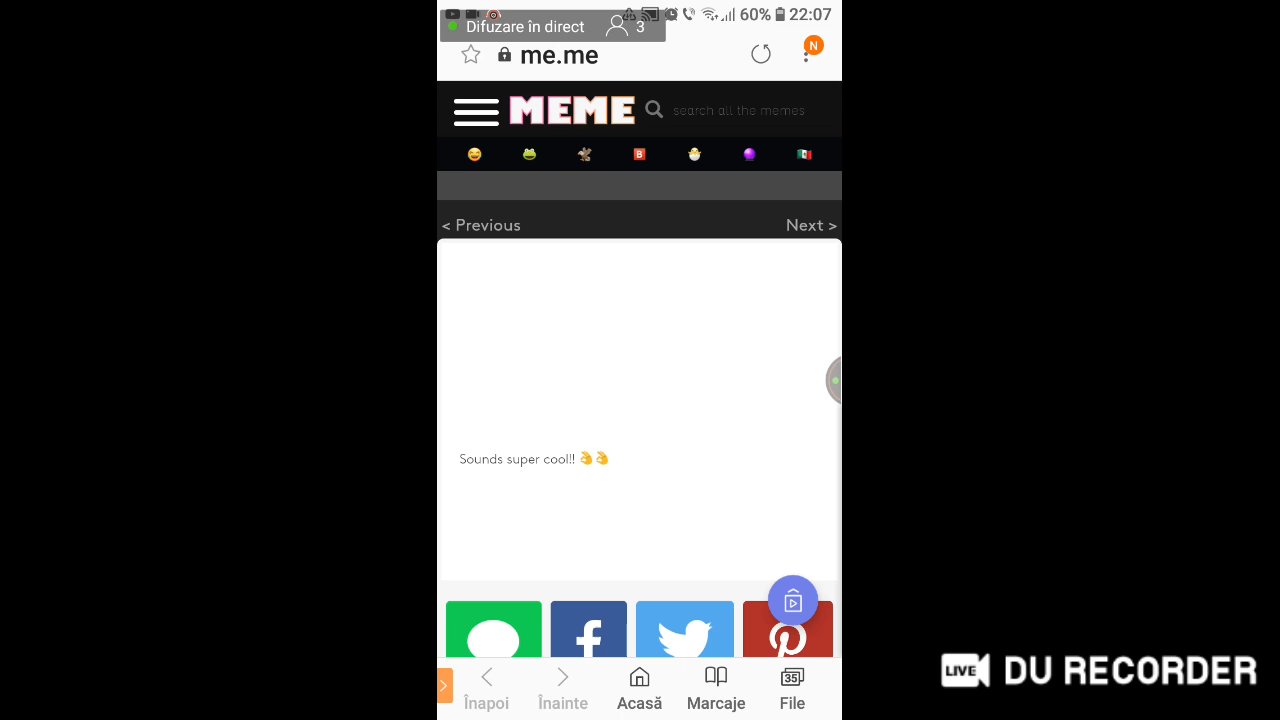 60% 22:07
Difuzare în direct 3
me.me
N
MEME search all the memes
B
< Previous Next >
Sounds super cool!! 👌👌
LIVE DU RECORDER
35
Înapoi Înainte Acasă Marcaje File